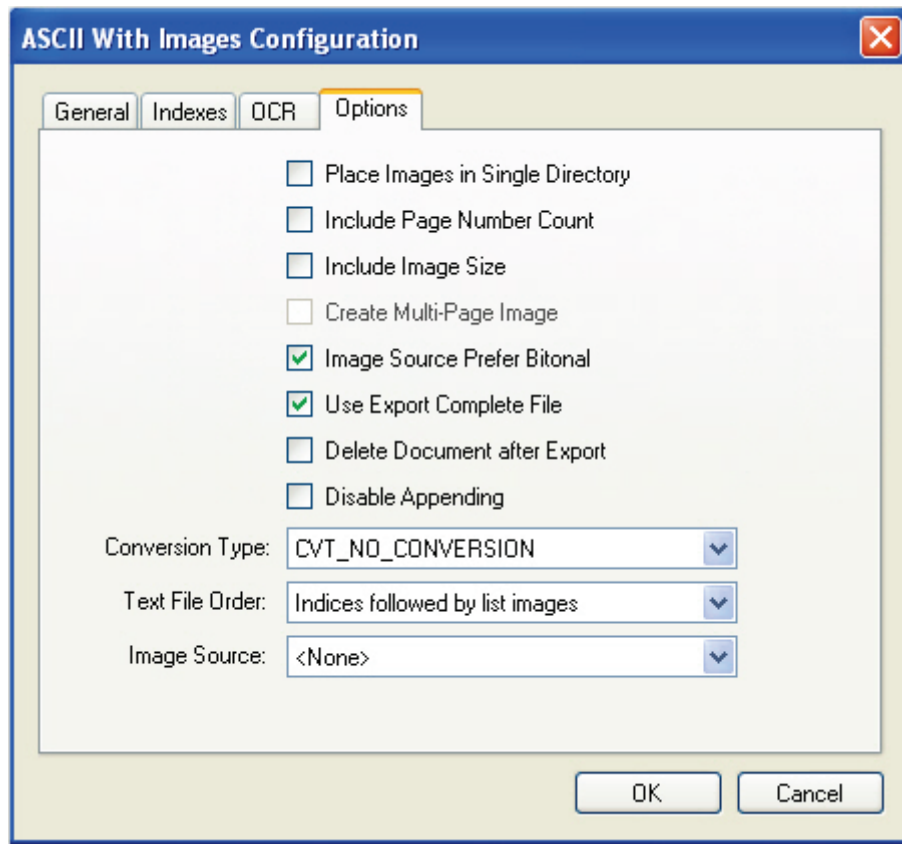 ASCII With Images Configuration
General Indexes OCR Options
Place Images in Single Directory
Include Page Number Count
Include Image Size
Create Multi-Page Image
Image Source Prefer Bitonal
Use Export Complete File
Delete Document after Export
Disable Appending
Conversion Type: CVT_NO_CONVERSION
Text File Order: Indices followed by list images
Image Source: <None>
OK Cancel